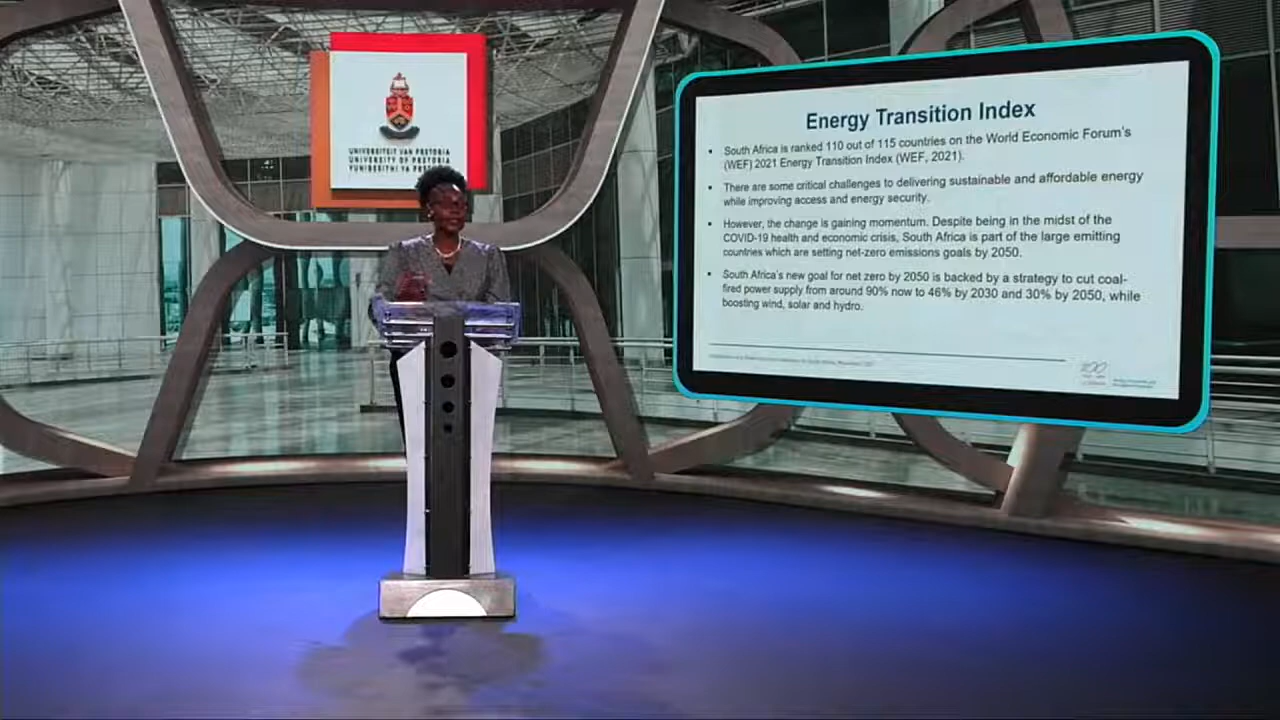 UNIVERSITEIT VAN PRETORIA
UNIVERSITY OF PRETORIA
YUNIBESITHI YA
Energy Transition Index
• South Africa is ranked 110 out of 115 countries on the World Economic Forum's
(WEF) 2021 Energy Transition Index (WEF, 2021).
• There are some critical challenges to delivering sustainable and affordable energy
while improving access and energy security.
• However, the change is gaining momentum. Despite being in the midst of the
COVID-19 health and economic crisis, South Africa is part of the large emitting
countries which are setting net-zero emissions goals by 2050.
• South Africa's new goal for net zero by 2050 is backed by a strategy to cut coal-
fired power supply from around 90% now to 46% by 2030 and 30% by 2050, while
boosting wind, solar and hydro.
100